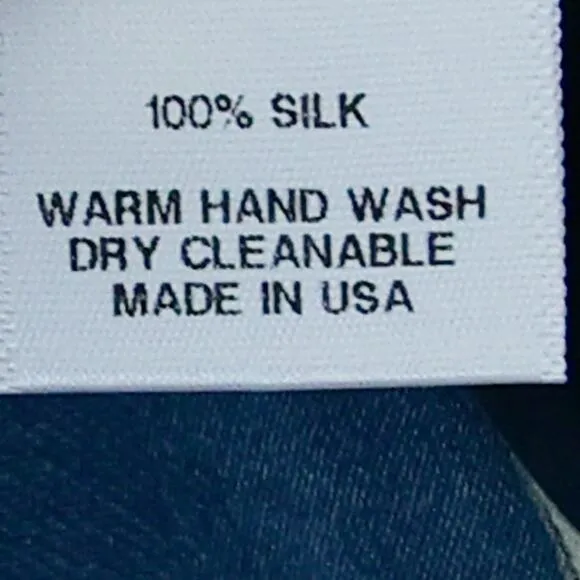 100% SILK
WARM HAND WASH
DRY CLEANABLE
MADE IN USA